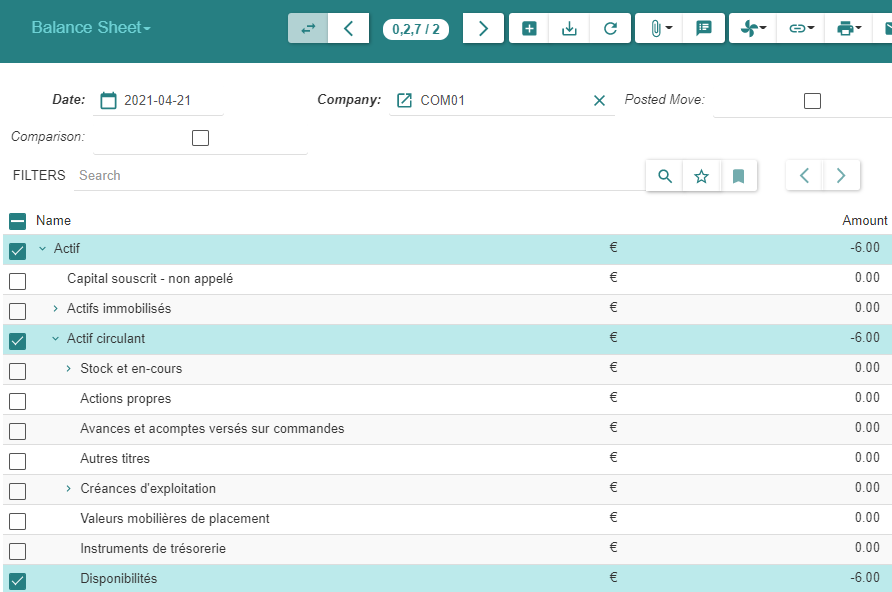 Balance Sheet
0,2,7 / 2
Date: 2021-04-21 Company: COM01 Posted Move:
Comparison:
FILTERS Search
Name Amount
Actif € -6.00
Capital souscrit - non appelé € 0.00
Actifs immobilisés € 0.00
Actif circulant € -6.00
Stock et en-cours € 0.00
Actions propres € 0.00
Avances et acomptes versés sur commandes € 0.00
Autres titres € 0.00
Créances d'exploitation € 0.00
Valeurs mobilières de placement € 0.00
Instruments de trésorerie € 0.00
Disponibilités € -6.00